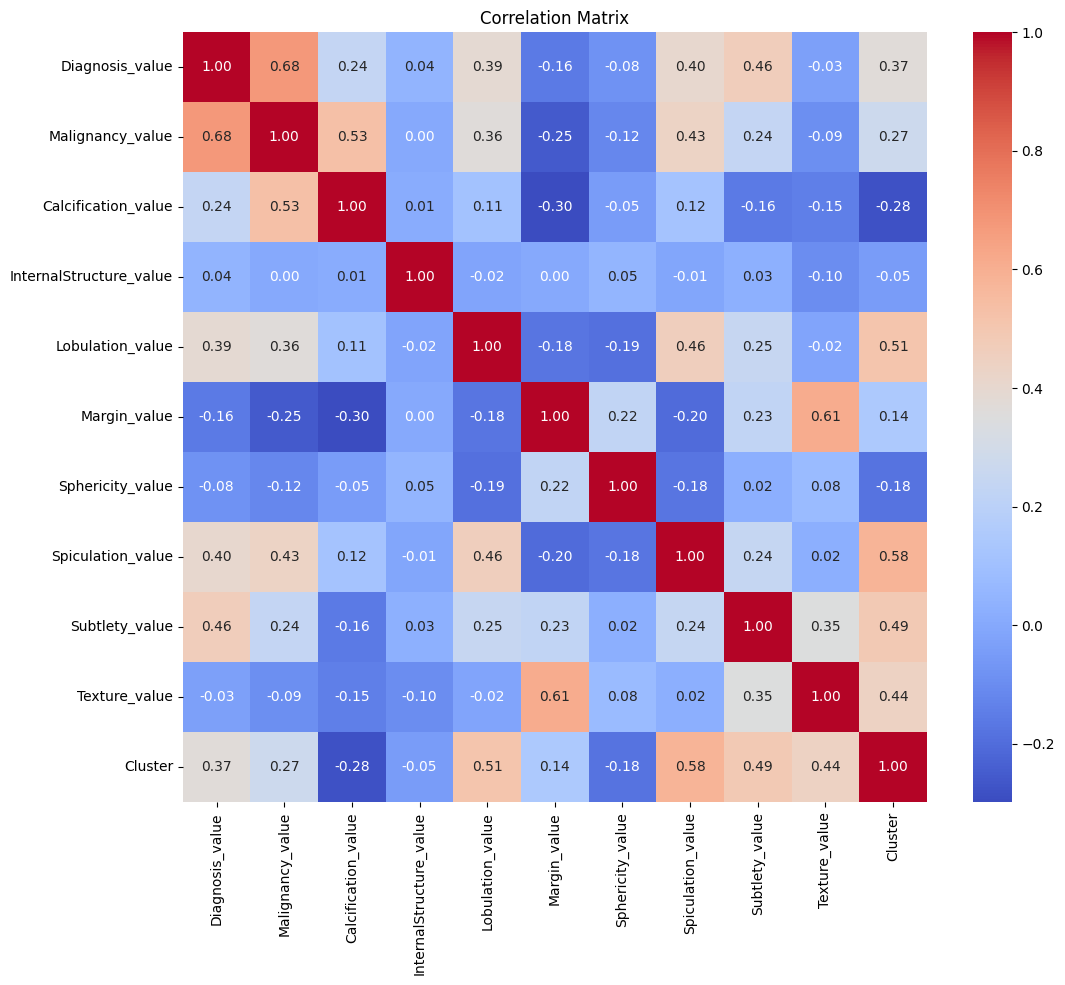 Correlation Matrix
Diagnosis_value 1.00 0.68 0.24 0.04 0.39 -0.16 -0.08 0.40 0.46 -0.03 0.37
Malignancy_value 0.68 1.00 0.53 0.00 0.36 -0.25 -0.12 0.43 0.24 -0.09 0.27
Calcification_value 0.24 0.53 1.00 0.01 0.11 -0.30 -0.05 0.12 -0.16 -0.15 -0.28
InternalStructure_value 0.04 0.00 0.01 1.00 -0.02 0.00 0.05 -0.01 0.03 -0.10 -0.05
Lobulation_value 0.39 0.36 0.11 -0.02 1.00 -0.18 -0.19 0.46 0.25 -0.02 0.51
Margin_value -0.16 -0.25 -0.30 0.00 -0.18 1.00 0.22 -0.20 0.23 0.61 0.14
Sphericity_value -0.08 -0.12 -0.05 0.05 -0.19 0.22 1.00 -0.18 0.02 0.08 -0.18
Spiculation_value 0.40 0.43 0.12 -0.01 0.46 -0.20 -0.18 1.00 0.24 0.02 0.58
Subtlety_value 0.46 0.24 -0.16 0.03 0.25 0.23 0.02 0.24 1.00 0.35 0.49
Texture_value -0.03 -0.09 -0.15 -0.10 -0.02 0.61 0.08 0.02 0.35 1.00 0.44
Cluster 0.37 0.27 -0.28 -0.05 0.51 0.14 -0.18 0.58 0.49 0.44 1.00
Diagnosis_value
Malignancy_value
Calcification_value
InternalStructure_value
Lobulation_value
Margin_value
Sphericity_value
Spiculation_value
Subtlety_value
Texture_value
Cluster
1.0
0.8
0.6
0.4
0.2
0.0
−0.2